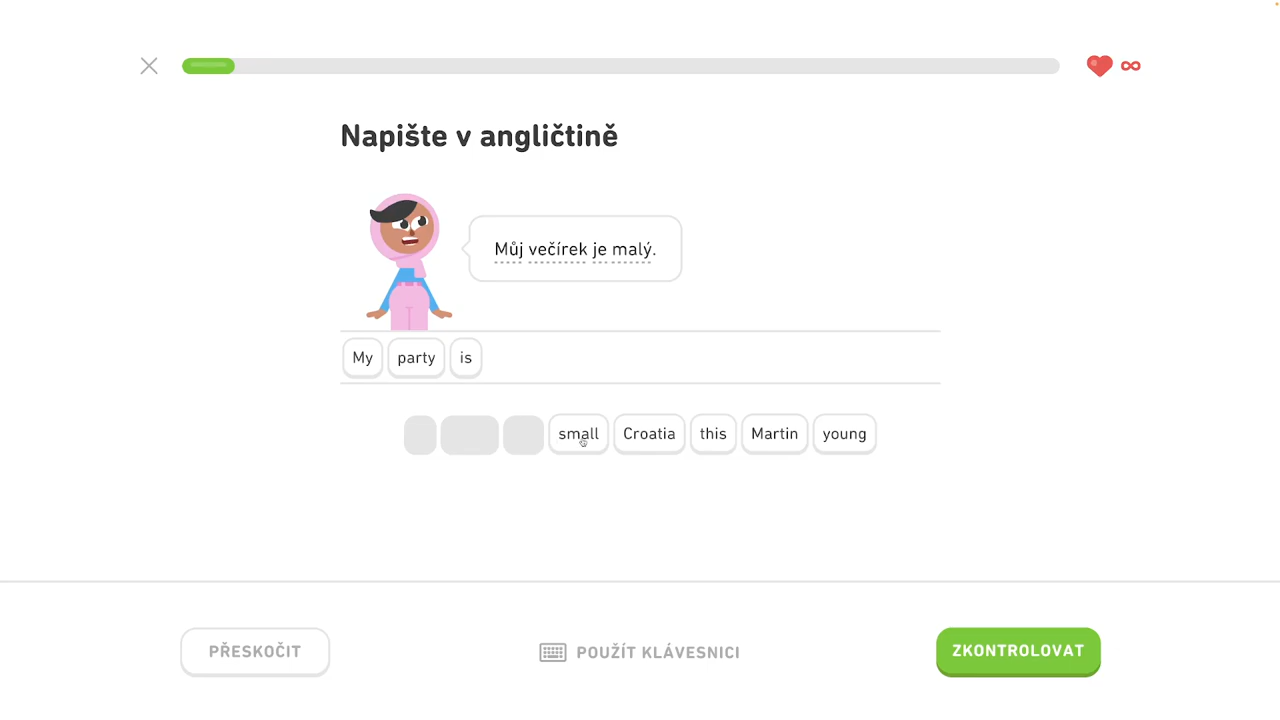 Napište v angličtině
Můj večírek je malý.
My party is
small Croatia this Martin young
PŘESKOČIT POUŽÍT KLÁVESNICI ZKONTROLOVAT